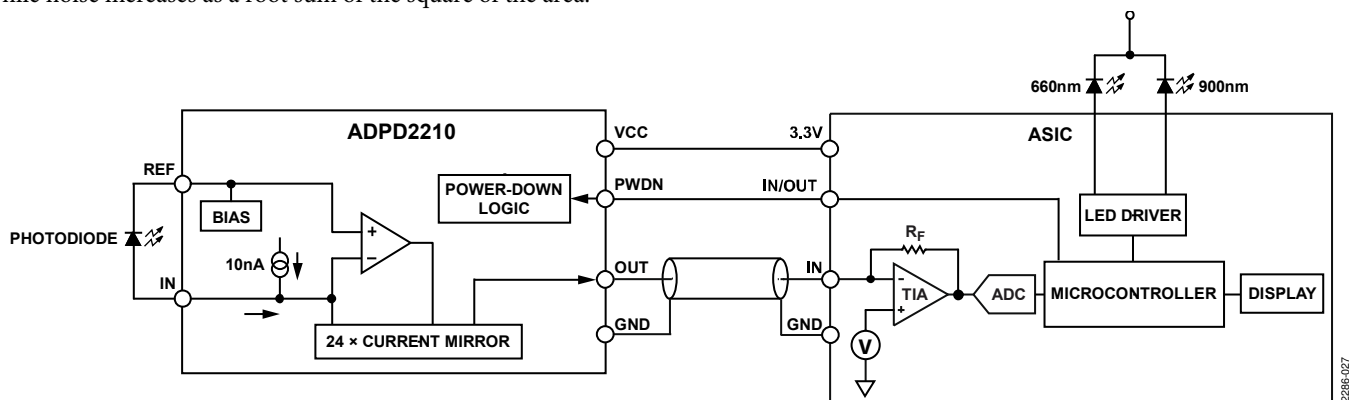 noise increases as a root sum of the square of the area.
660nm
900nm
ADPD2210
ASIC
VCC
3.3V
REF
PWDN
IN/OUT
POWER-DOWN
LOGIC
BIAS
LED DRIVER
PHOTODIODE
RF
10nA
OUT
IN
IN
TIA
ADC
MICROCONTROLLER
DISPLAY
GND
GND
24 × CURRENT MIRROR
V
2286-027